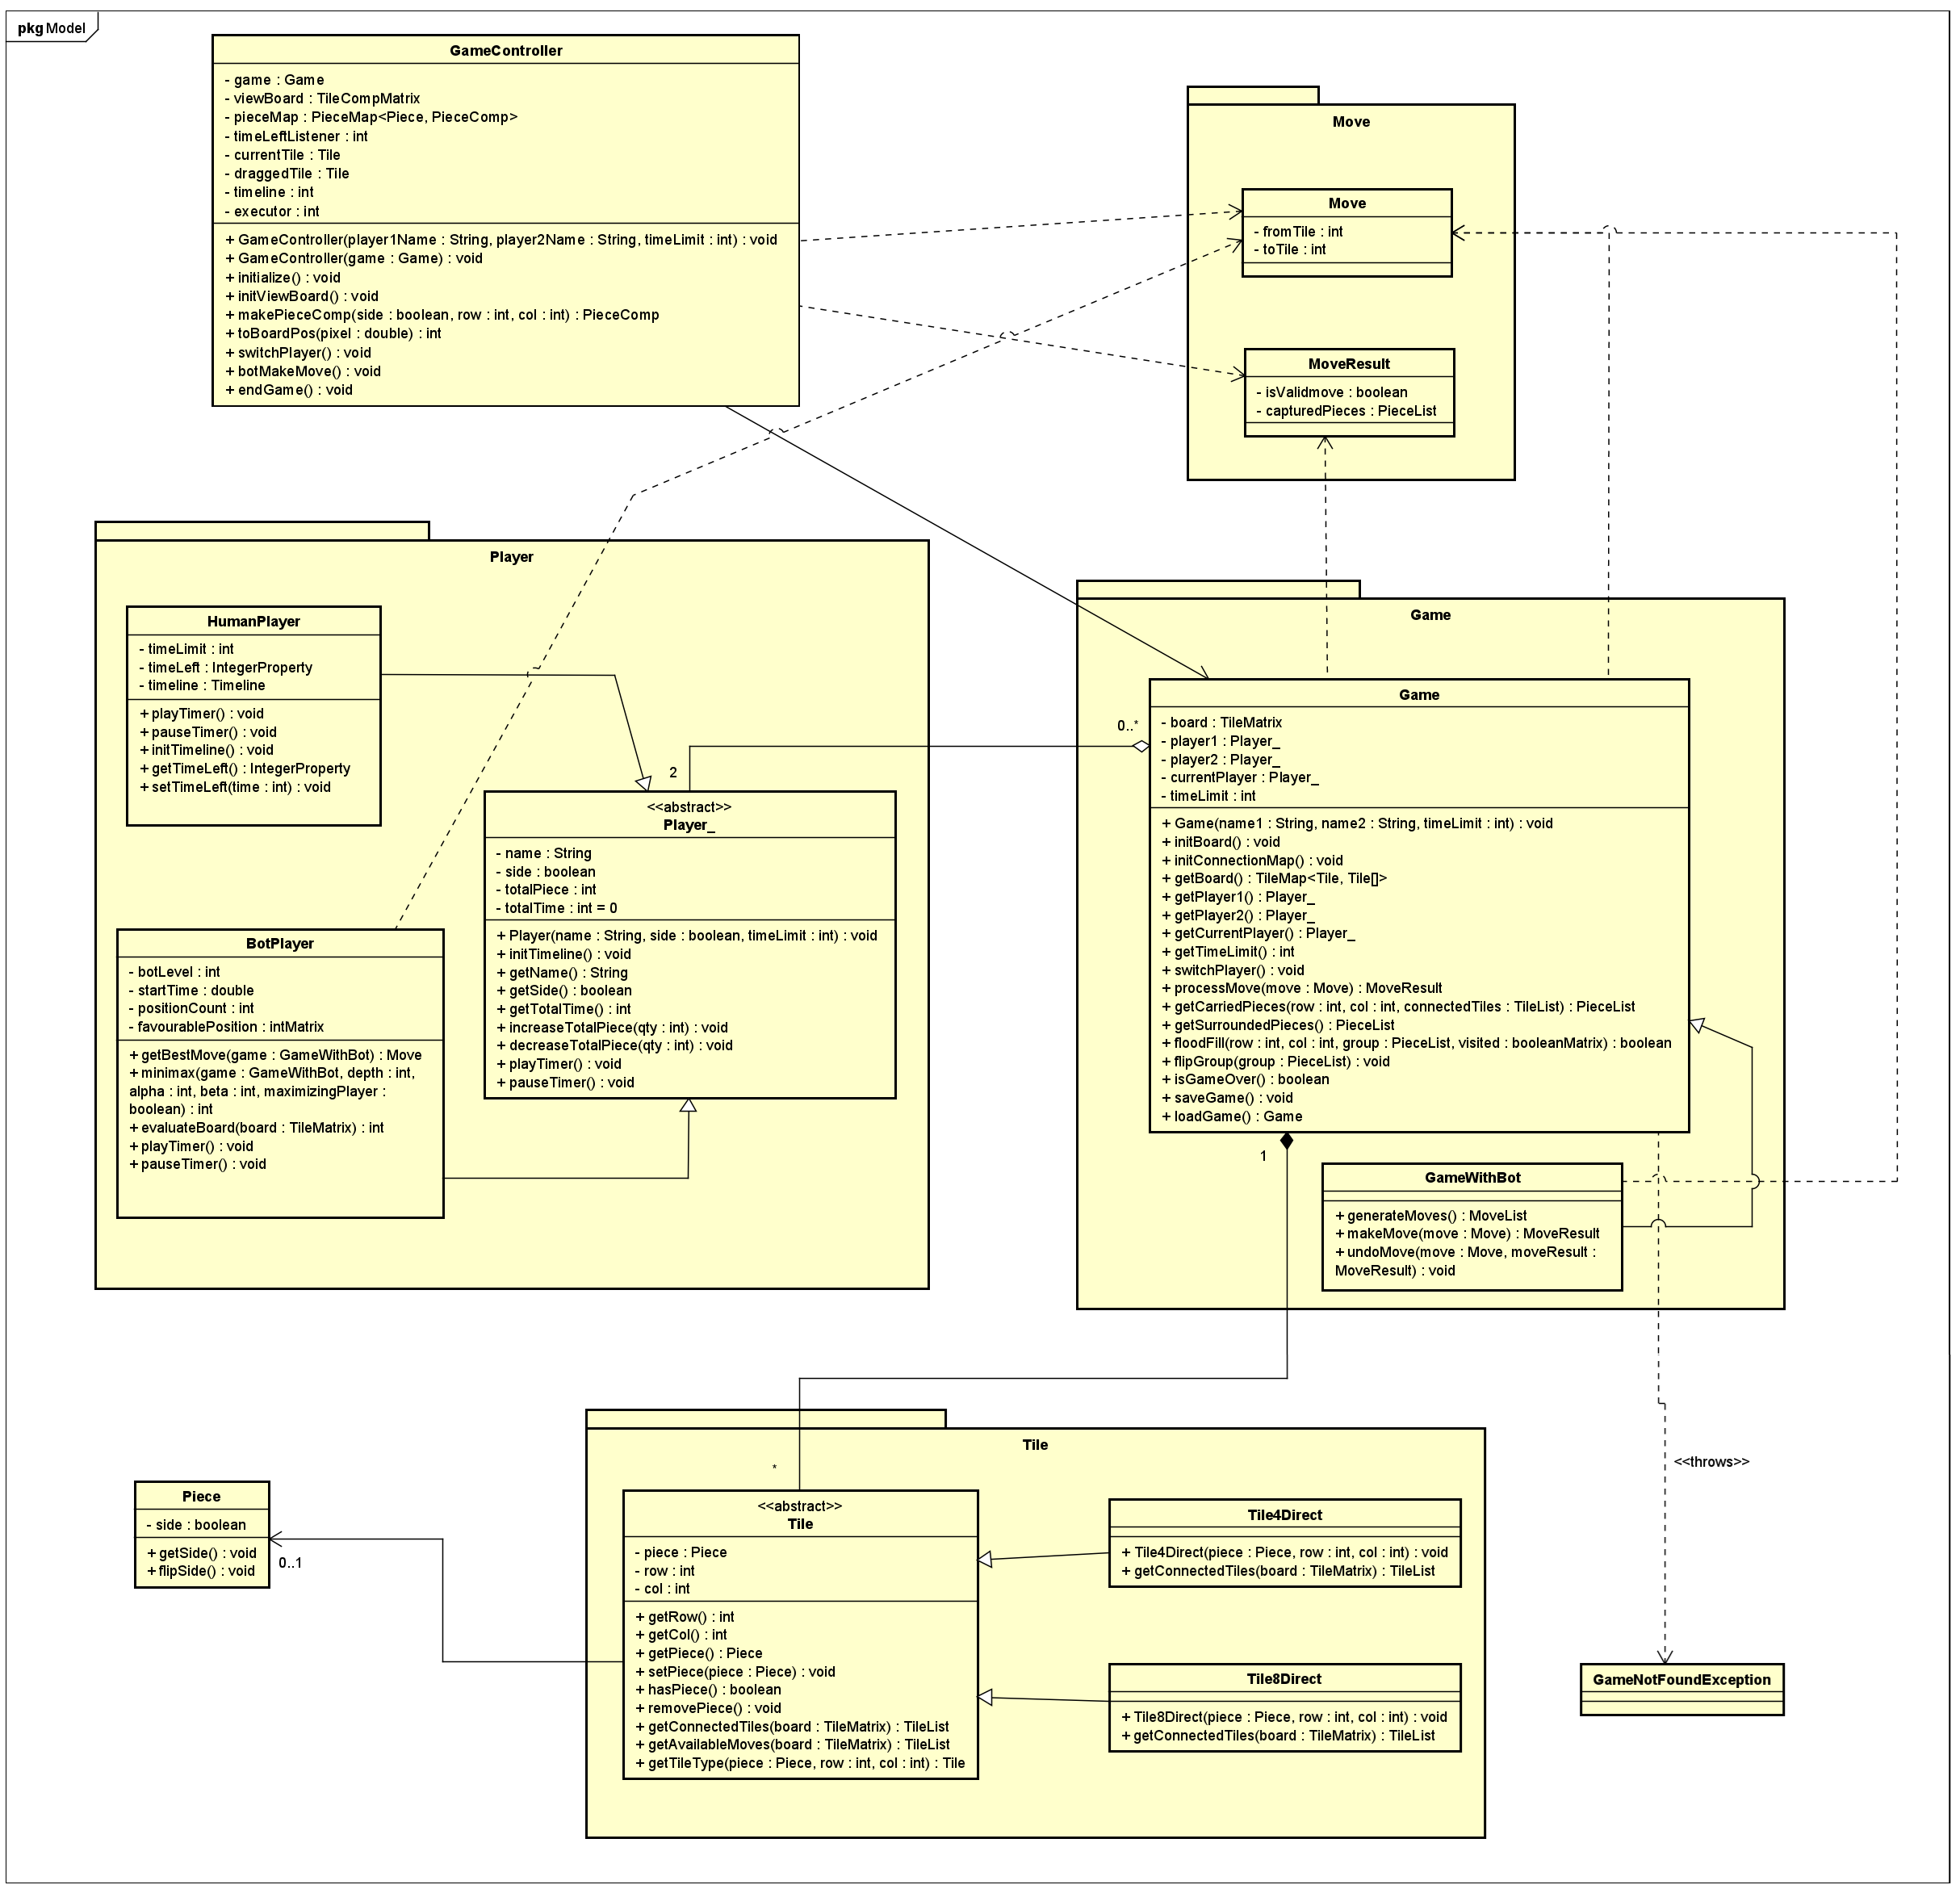 pkg Model
GameController
- game : Game
- viewBoard : TileCompMatrix
- pieceMap : PieceMap<Piece, PieceComp>
- timeLeftListener : int
- currentTile : Tile
- draggedTile : Tile
- timeline : int
- executor : int
+ GameController(player1Name : String, player2Name : String, timeLimit : int) : void
+ GameController(game : Game) : void
+ initialize() : void
+ initViewBoard() : void
+ makePieceComp(side : boolean, row : int, col : int) : PieceComp
+ toBoardPos(pixel : double) : int
+ switchPlayer() : void
+ botMakeMove() : void
+ endGame() : void
Move
Move
- fromTile : int
- toTile : int
MoveResult
- isValidmove : boolean
- capturedPieces : PieceList
Player
HumanPlayer
- timeLimit : int
- timeLeft : IntegerProperty
- timeline : Timeline
+ playTimer() : void
+ pauseTimer() : void
+ initTimeline() : void
+ getTimeLeft() : IntegerProperty
+ setTimeLeft(time : int) : void
2
<<abstract>>
Player_
- name : String
- side : boolean
- totalPiece : int
- totalTime : int = 0
+ Player(name : String, side : boolean, timeLimit : int) : void
+ initTimeline() : void
+ getName() : String
+ getSide() : boolean
+ getTotalTime() : int
+ increaseTotalPiece(qty : int) : void
+ decreaseTotalPiece(qty : int) : void
+ playTimer() : void
+ pauseTimer() : void
BotPlayer
- botLevel : int
- startTime : double
- positionCount : int
- favourablePosition : intMatrix
+ getBestMove(game : GameWithBot) : Move
+ minimax(game : GameWithBot, depth : int,
alpha : int, beta : int, maximizingPlayer :
boolean) : int
+ evaluateBoard(board : TileMatrix) : int
+ playTimer() : void
+ pauseTimer() : void
Game
0..*
Game
- board : TileMatrix
- player1 : Player_
- player2 : Player_
- currentPlayer : Player_
- timeLimit : int
+ Game(name1 : String, name2 : String, timeLimit : int) : void
+ initBoard() : void
+ initConnectionMap() : void
+ getBoard() : TileMap<Tile, Tile[]>
+ getPlayer1() : Player_
+ getPlayer2() : Player_
+ getCurrentPlayer() : Player_
+ getTimeLimit() : int
+ switchPlayer() : void
+ processMove(move : Move) : MoveResult
+ getCarriedPieces(row : int, col : int, connectedTiles : TileList) : PieceList
+ getSurroundedPieces() : PieceList
+ floodFill(row : int, col : int, group : PieceList, visited : booleanMatrix) : boolean
+ flipGroup(group : PieceList) : void
+ isGameOver() : boolean
+ saveGame() : void
+ loadGame() : Game
1
GameWithBot
+ generateMoves() : MoveList
+ makeMove(move : Move) : MoveResult
+ undoMove(move : Move, moveResult :
MoveResult) : void
Tile
*
<<abstract>>
Tile
- piece : Piece
- row : int
- col : int
+ getRow() : int
+ getCol() : int
+ getPiece() : Piece
+ setPiece(piece : Piece) : void
+ hasPiece() : boolean
+ removePiece() : void
+ getConnectedTiles(board : TileMatrix) : TileList
+ getAvailableMoves(board : TileMatrix) : TileList
+ getTileType(piece : Piece, row : int, col : int) : Tile
Tile4Direct
+ Tile4Direct(piece : Piece, row : int, col : int) : void
+ getConnectedTiles(board : TileMatrix) : TileList
Tile8Direct
+ Tile8Direct(piece : Piece, row : int, col : int) : void
+ getConnectedTiles(board : TileMatrix) : TileList
Piece
- side : boolean
+ getSide() : void
+ flipSide() : void
0..1
<<throws>>
GameNotFoundException